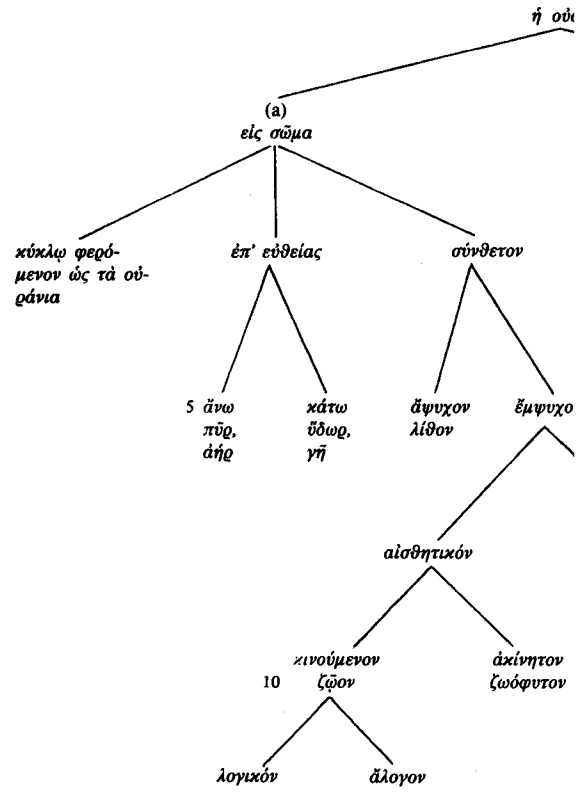 ἡ οὐσ
(a)
εἰς σῶμα
κύκλῳ φερό-
μενον ὡς τὰ οὐ-
ράνια
ἐπ' εὐθείας
σύνθετον
5 ἄνω
πῦρ,
ἀήρ
κάτω
ὕδωρ,
γῆ
ἄψυχον
λίθον
ἔμψυχο
αἰσθητικόν
κινούμενον
10 ζῷον
ἀκίνητον
ζωόφυτον
λογικόν
ἄλογον